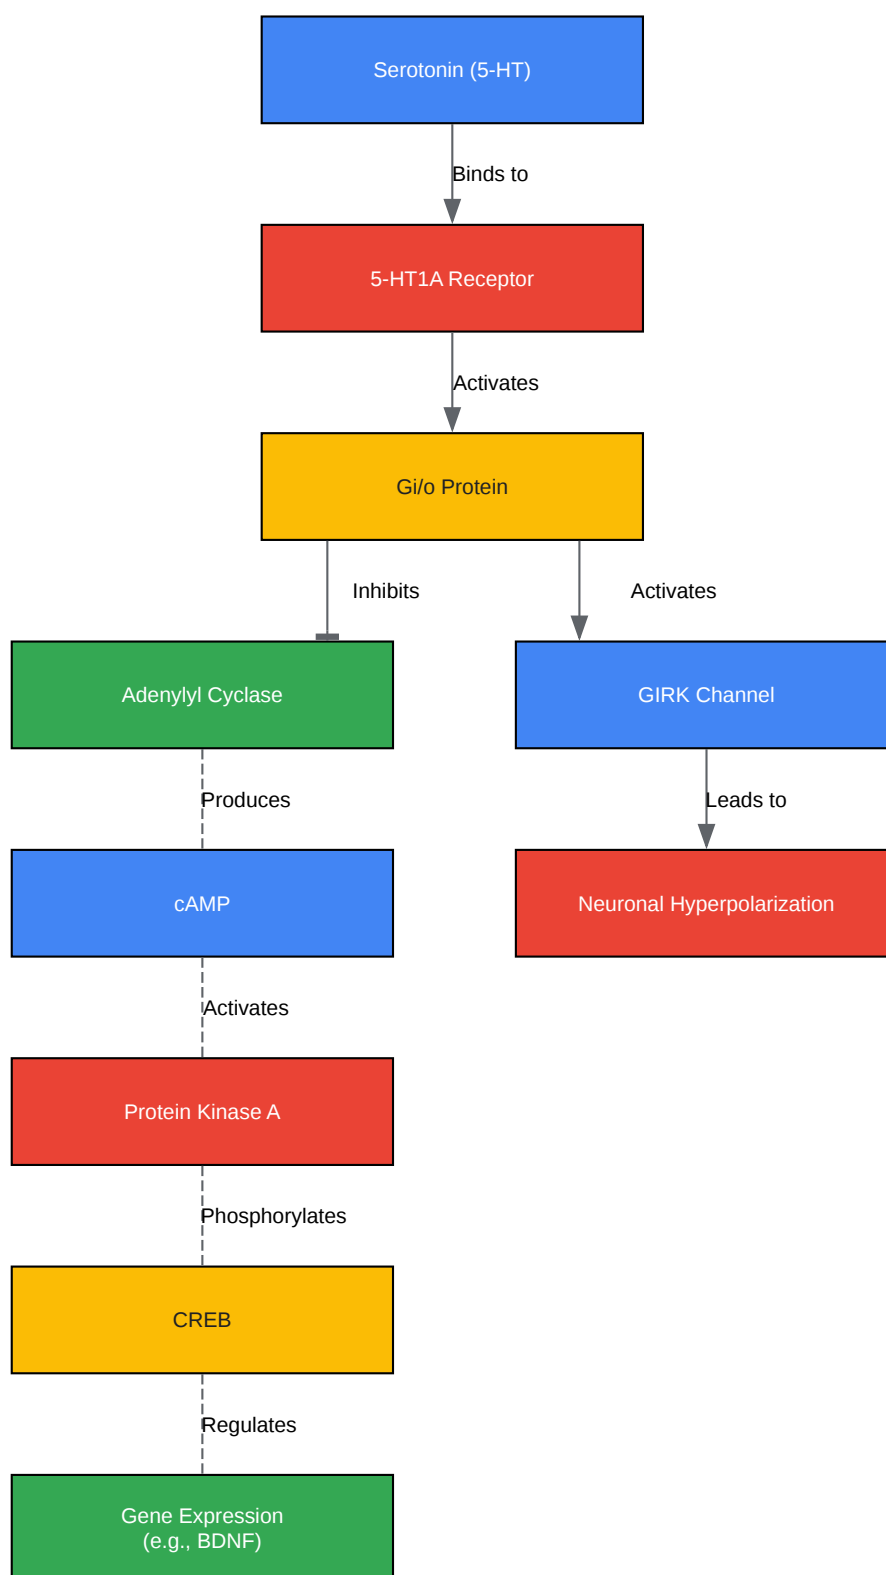 Serotonin (5-HT)
Binds to
5-HT1A Receptor
Activates
Gi/o Protein
Inhibits
Activates
Adenylyl Cyclase
GIRK Channel
Produces
Leads to
cAMP
Neuronal Hyperpolarization
Activates
Protein Kinase A
Phosphorylates
CREB
Regulates
Gene Expression
(e.g., BDNF)